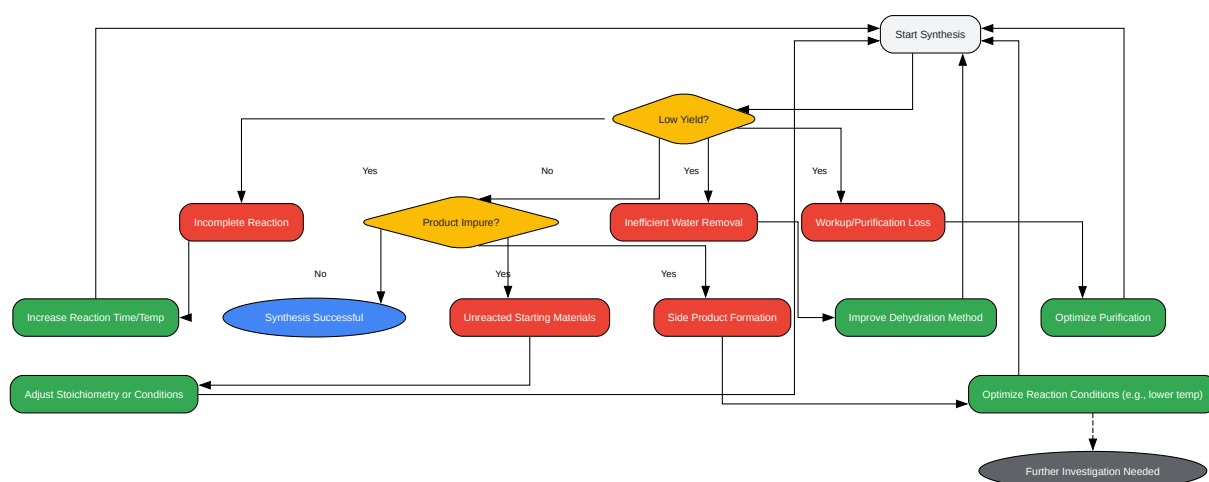 Start Synthesis
Low Yield?
Yes
No
Yes
Yes
Incomplete Reaction
Product Impure?
Inefficient Water Removal
Workup/Purification Loss
No
Yes
Yes
Increase Reaction Time/Temp
Synthesis Successful
Unreacted Starting Materials
Side Product Formation
Improve Dehydration Method
Optimize Purification
Adjust Stoichiometry or Conditions
Optimize Reaction Conditions (e.g., lower temp)
Further Investigation Needed